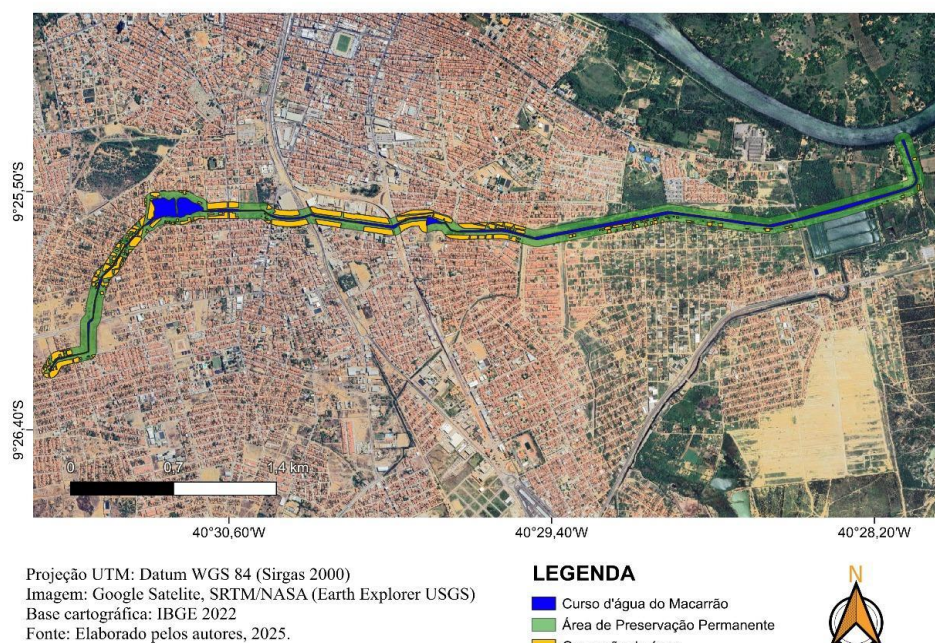 9°25,50'S
9°26,40'S
0 0,7 1,4 km
40°30,60'W 40°29,40'W 40°28,20'W
Projeção UTM: Datum WGS 84 (Sirgas 2000)
Imagem: Google Satelite, SRTM/NASA (Earth Explorer USGS)
Base cartográfica: IBGE 2022
Fonte: Elaborado pelos autores, 2025.
LEGENDA
Curso d'água do Macarrão
Área de Preservação Permanente
N